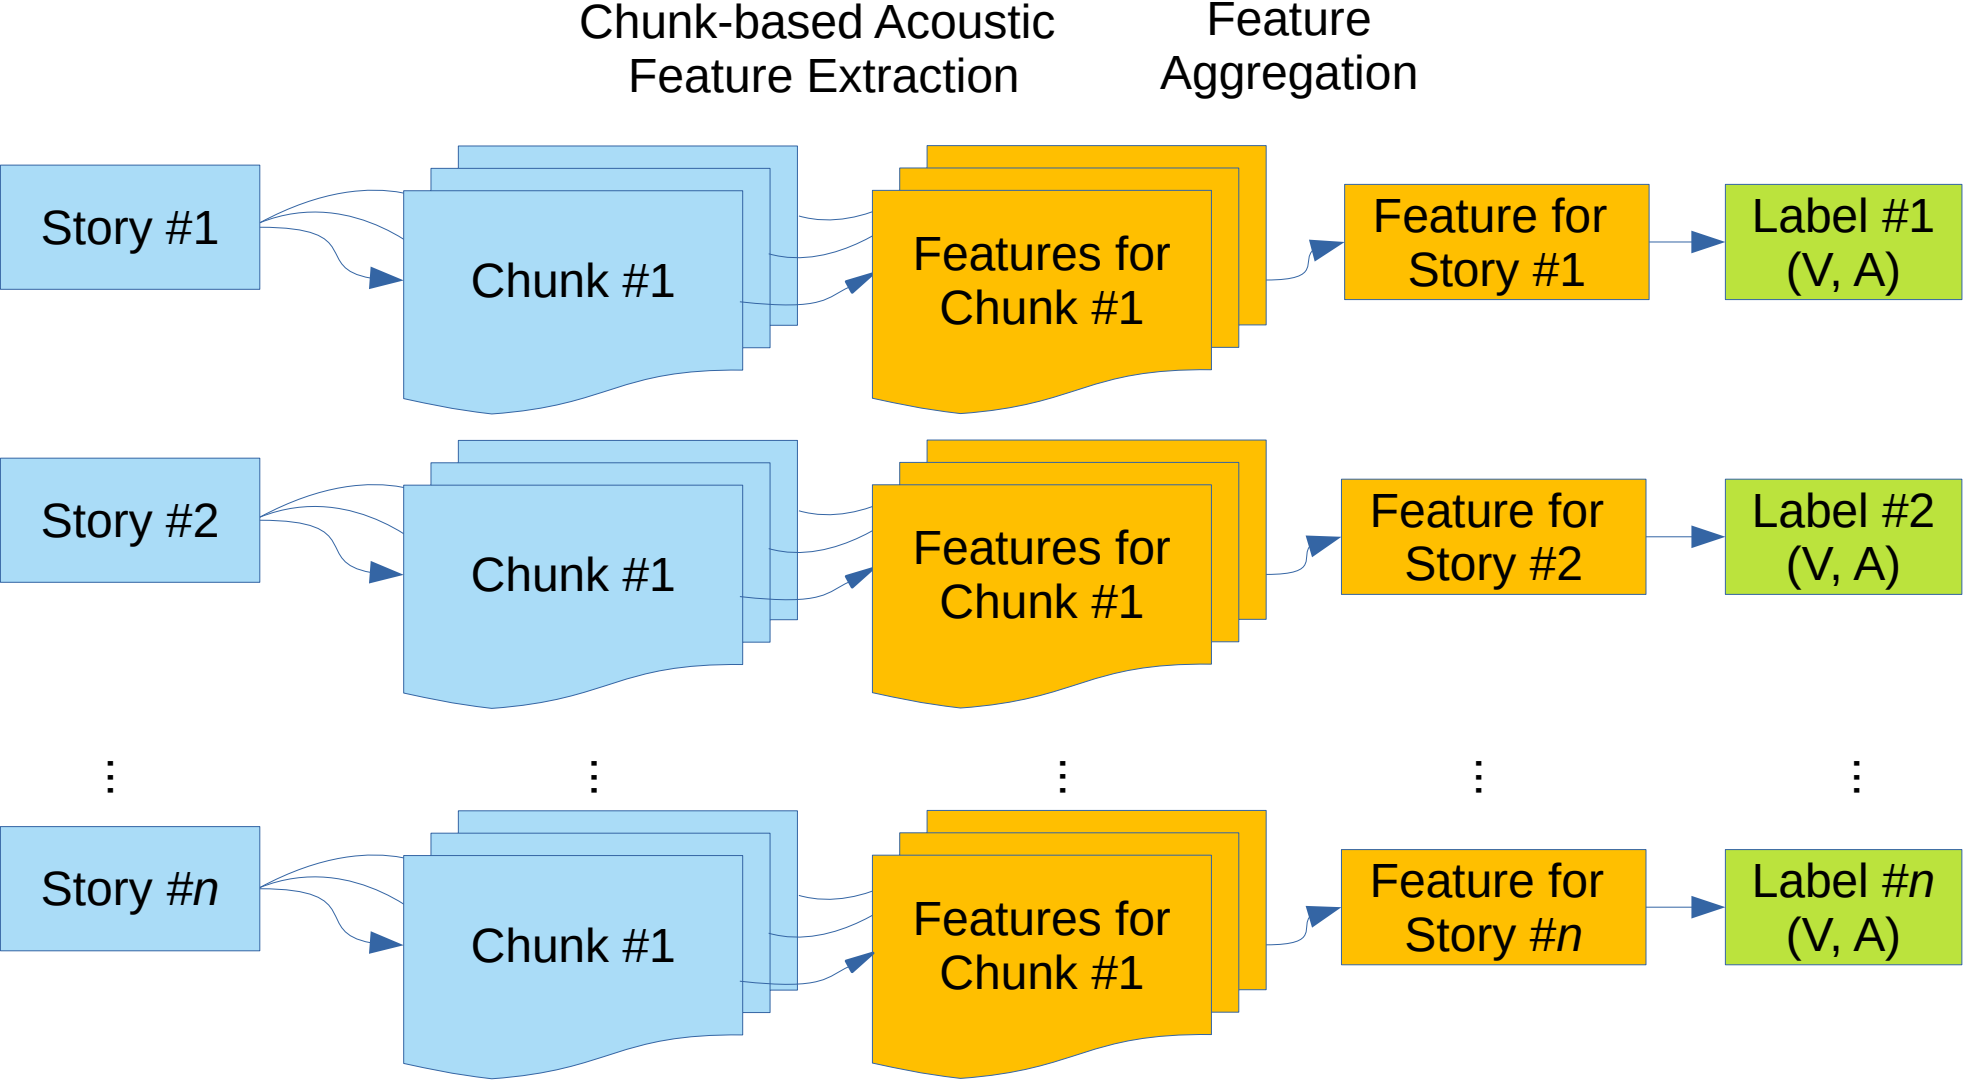 Chunk-based Acoustic
Feature Extraction
Feature
Aggregation
Story #1
Chunk #1
Features for
Chunk #1
Feature for
Story #1
Label #1
(V, A)
Story #2
Chunk #1
Features for
Chunk #1
Feature for
Story #2
Label #2
(V, A)
...
...
...
...
...
Story #n
Chunk #1
Features for
Chunk #1
Feature for
Story #n
Label #n
(V, A)